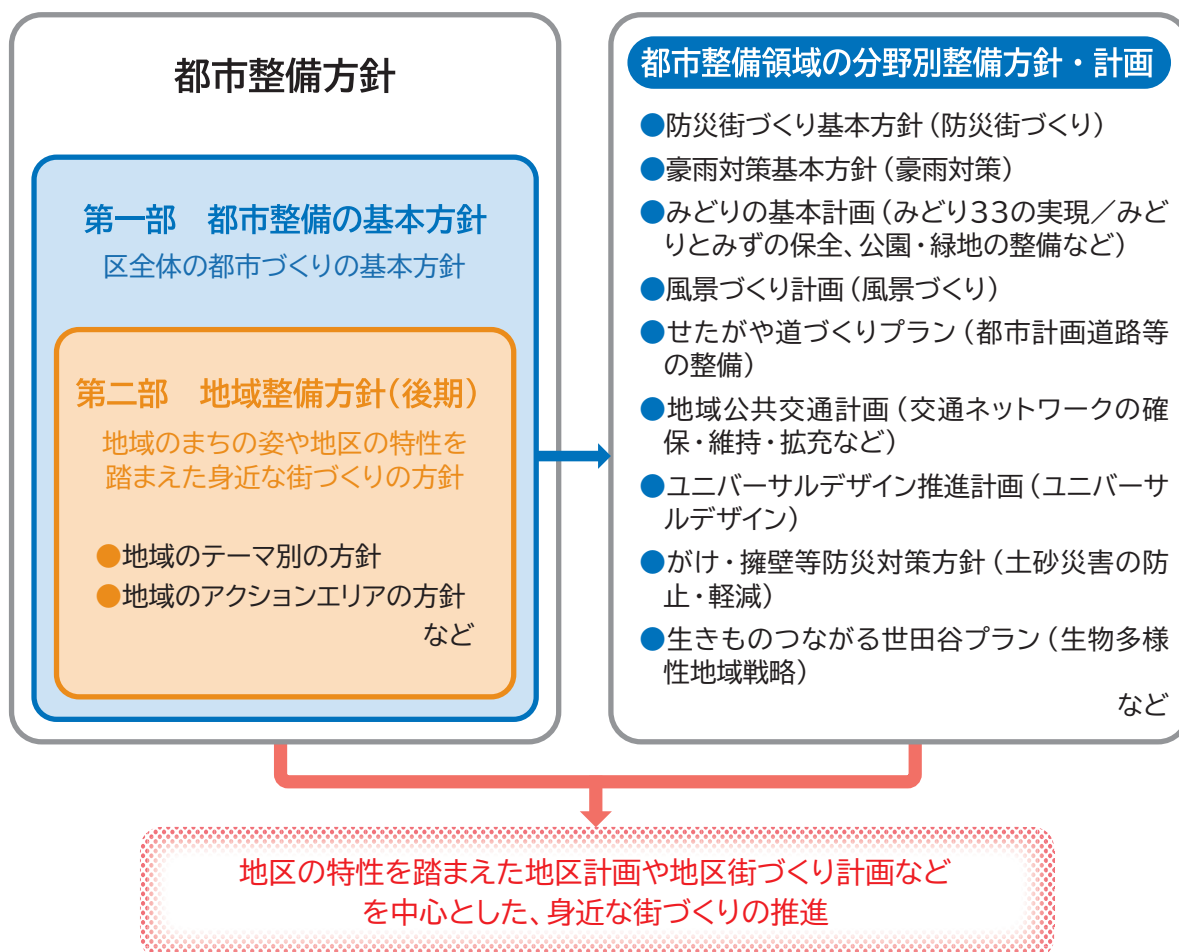 都市整備方針
第一部 都市整備の基本方針
区全体の都市づくりの基本方針
第二部 地域整備方針(後期)
地域のまちの姿や地区の特性を
踏まえた身近な街づくりの方針
●地域のテーマ別の方針
●地域のアクションエリアの方針
など
都市整備領域の分野別整備方針・計画
●防災街づくり基本方針(防災街づくり)
●豪雨対策基本方針(豪雨対策)
●みどりの基本計画(みどり33の実現／みど
りとみずの保全、公園・緑地の整備など)
●風景づくり計画(風景づくり)
●せたがや道づくりプラン(都市計画道路等
の整備)
●地域公共交通計画(交通ネットワークの確
保・維持・拡充など)
●ユニバーサルデザイン推進計画(ユニバーサ
ルデザイン)
●がけ・擁壁等防災対策方針(土砂災害の防
止・軽減)
●生きものつながる世田谷プラン(生物多様
性地域戦略)
など
地区の特性を踏まえた地区計画や地区街づくり計画など
を中心とした、身近な街づくりの推進